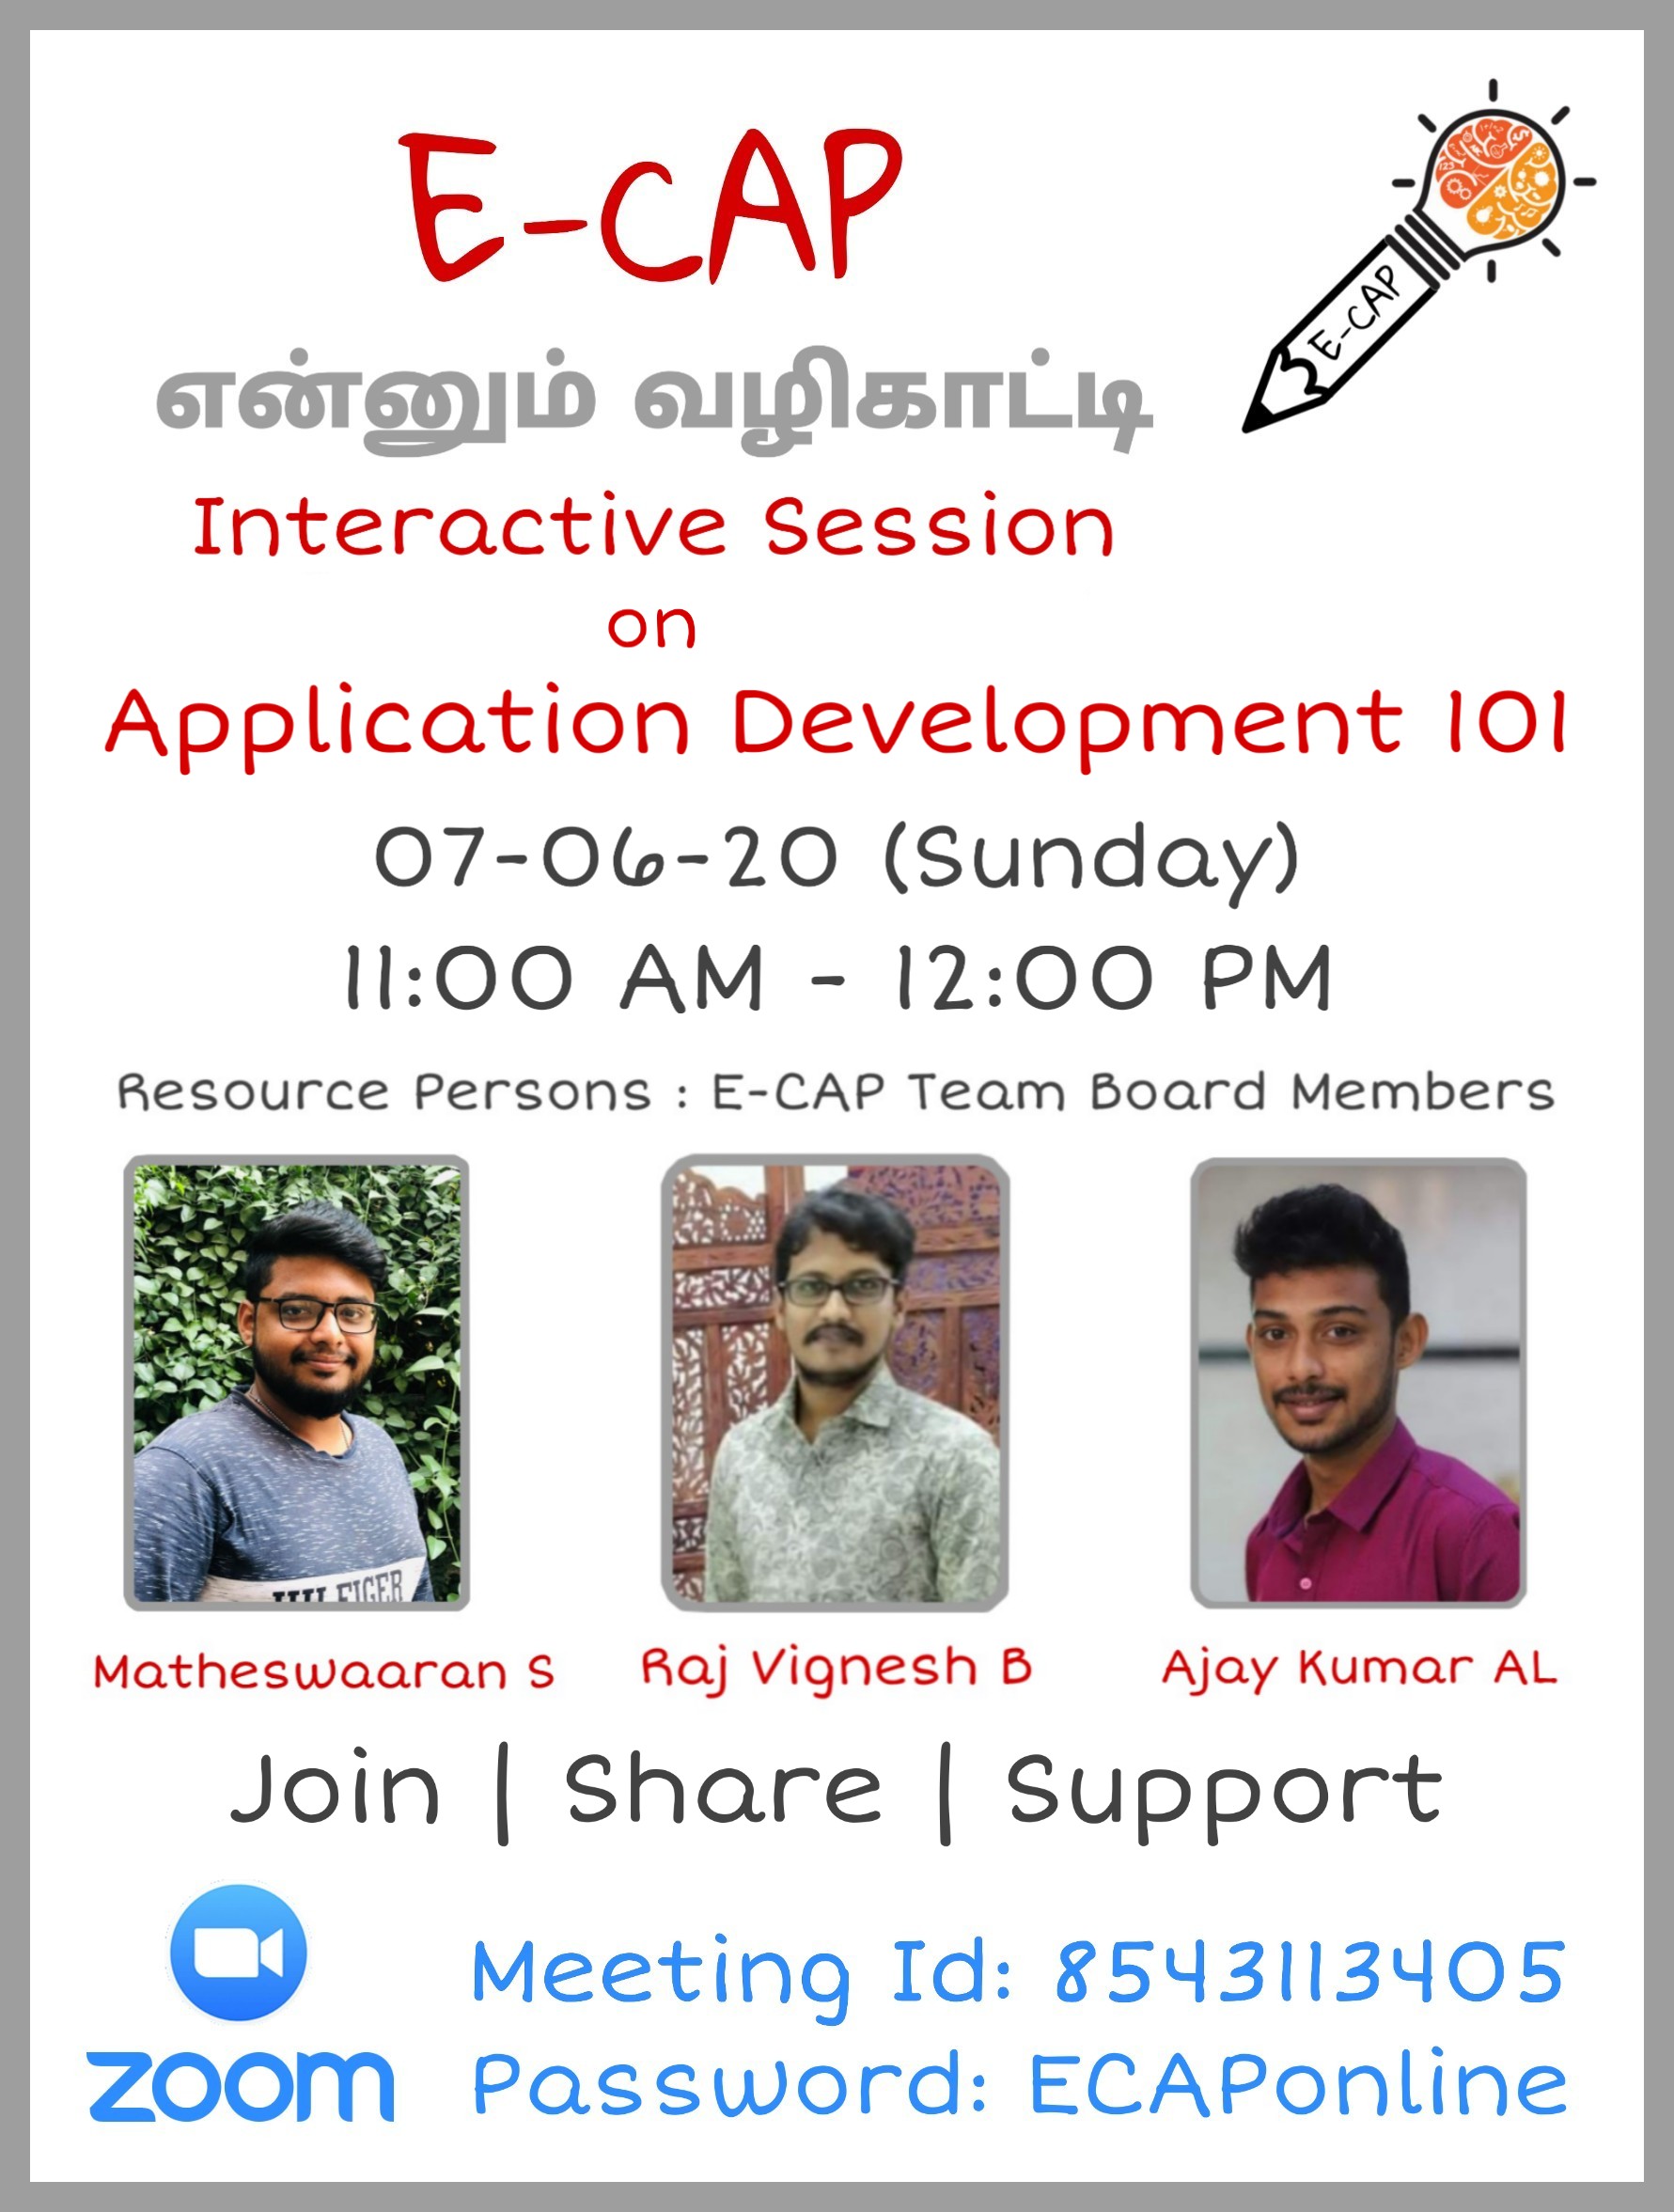 E-CAP
E-CAP
என்னும் வழிகாட்டி
Interactive Session
on
Application Development 101
07-06-20 (Sunday)
11:00 AM - 12:00 PM
Resource Persons : E-CAP Team Board Members
Matheswaaran S
Raj Vignesh B
Ajay Kumar AL
Join | Share | Support
Meeting Id: 8543113405
zoom
Password: ECAPonline